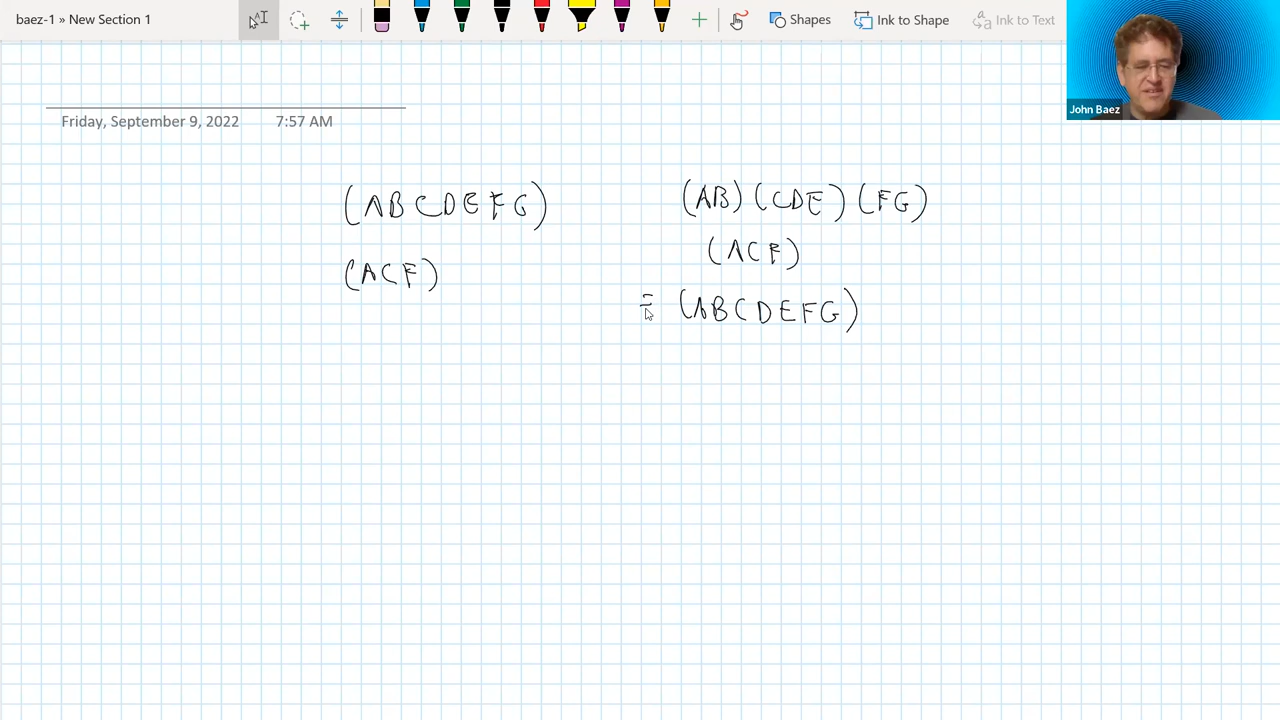 baez-1 » New Section 1
Shapes
Ink to Shape
Ink to Text
John Baez
Friday, September 9, 2022 7:57 AM
(ABCDEFG)
(ACF)
(AB)(CDE)(FG)
(ACF)
= (ABCDEFG)